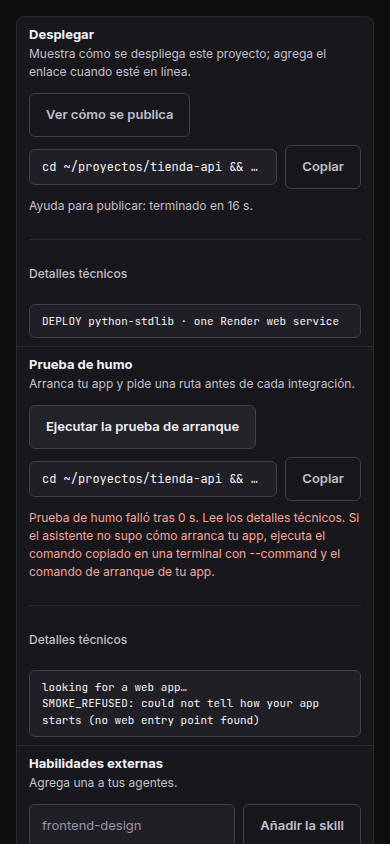 Desplegar
Muestra cómo se despliega este proyecto; agrega el
enlace cuando esté en línea.
Ver cómo se publica
cd ~/proyectos/tienda-api && …
Copiar
Ayuda para publicar: terminado en 16 s.
Detalles técnicos
DEPLOY python-stdlib · one Render web service
Prueba de humo
Arranca tu app y pide una ruta antes de cada integración.
Ejecutar la prueba de arranque
cd ~/proyectos/tienda-api && …
Copiar
Prueba de humo falló tras 0 s. Lee los detalles técnicos. Si
el asistente no supo cómo arranca tu app, ejecuta el
comando copiado en una terminal con --command y el
comando de arranque de tu app.
Detalles técnicos
looking for a web app…
SMOKE_REFUSED: could not tell how your app
starts (no web entry point found)
Habilidades externas
Agrega una a tus agentes.
frontend-design
Añadir la skill